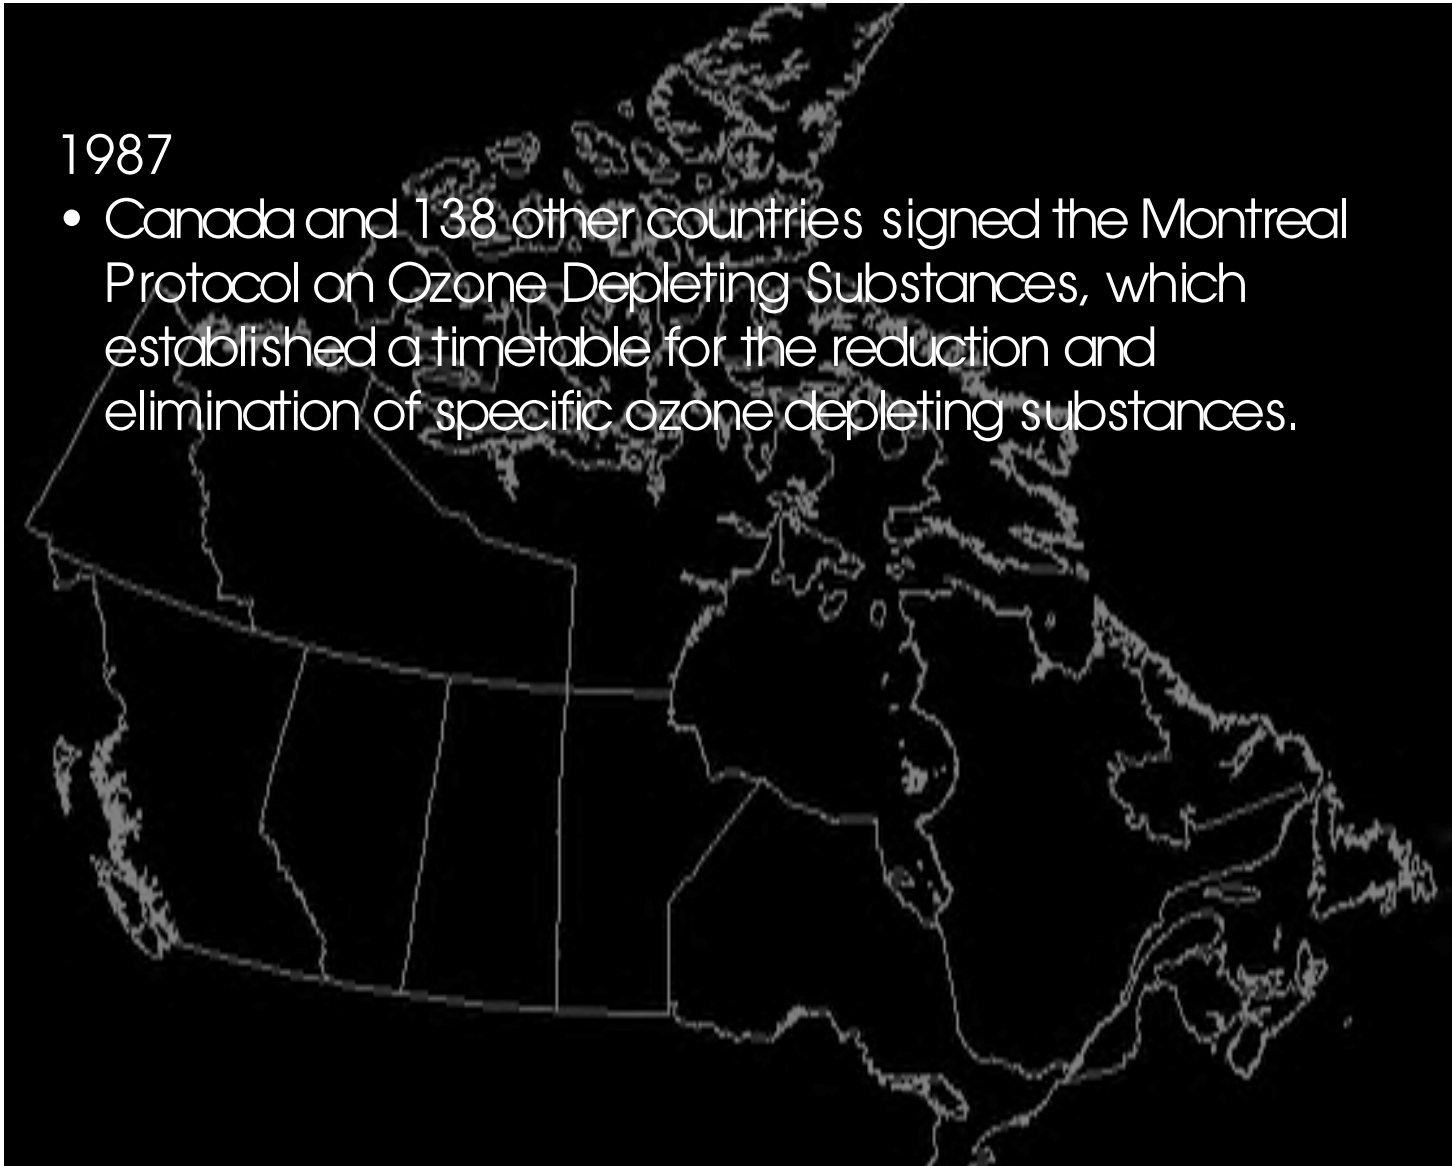 1987
• Canada and 138 other countries signed the Montreal
Protocol on Ozone Depleting Substances, which
established a timetable for the reduction and
elimination of specific ozone depleting substances.